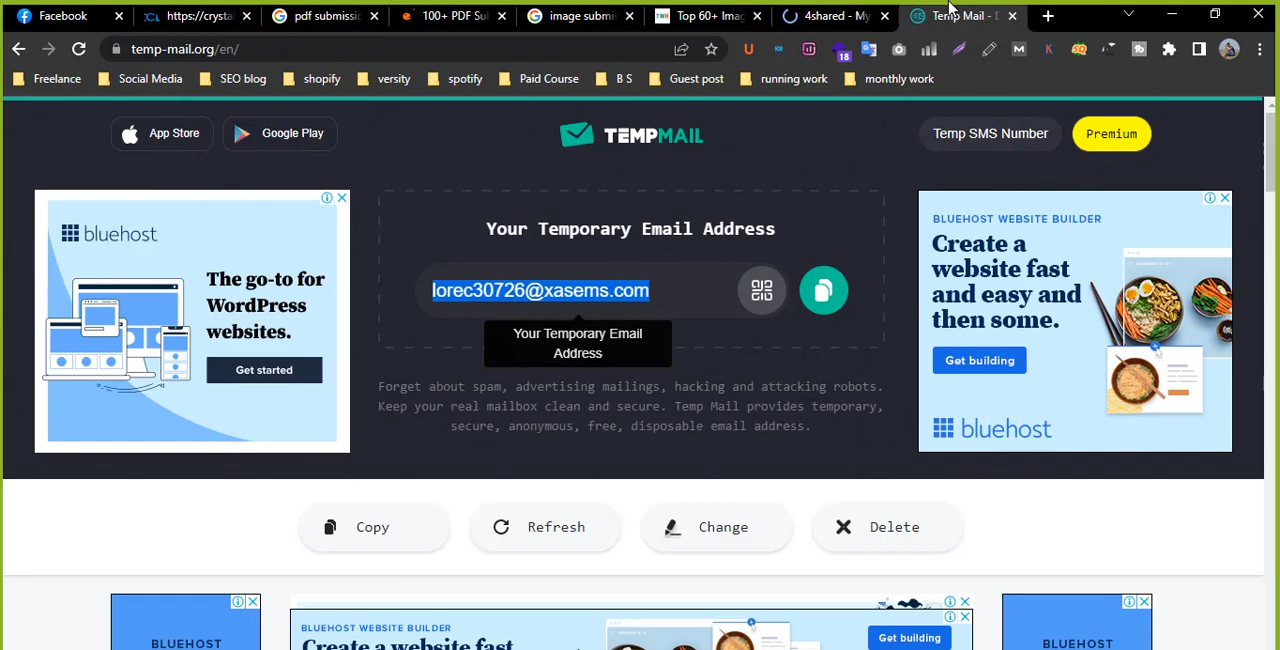 Facebook
https://crysta
pdf submissi
100+ PDF Su
image submis
Top 60+ Imag
4shared - My
Temp Mail - D
temp-mail.org/en/
18
Freelance
Social Media
SEO blog
shopify
versity
spotify
Paid Course
B S
Guest post
running work
monthly work
App Store
Google Play
TEMPMAIL
Temp SMS Number
Premium
bluehost
The go-to for
WordPress
websites.
Get started
Your Temporary Email Address
lorec30726@xasems.com
Your Temporary Email
Address
Forget about spam, advertising mailings, hacking and attacking robots.
Keep your real mailbox clean and secure. Temp Mail provides temporary,
secure, anonymous, free, disposable email address.
BLUEHOST WEBSITE BUILDER
Create a
website fast
and easy and
then some.
Get building
bluehost
Copy
Refresh
Change
Delete
BLUEHOST
BLUEHOST WEBSITE BUILDER
Create a website fast
Get building
BLUEHOST